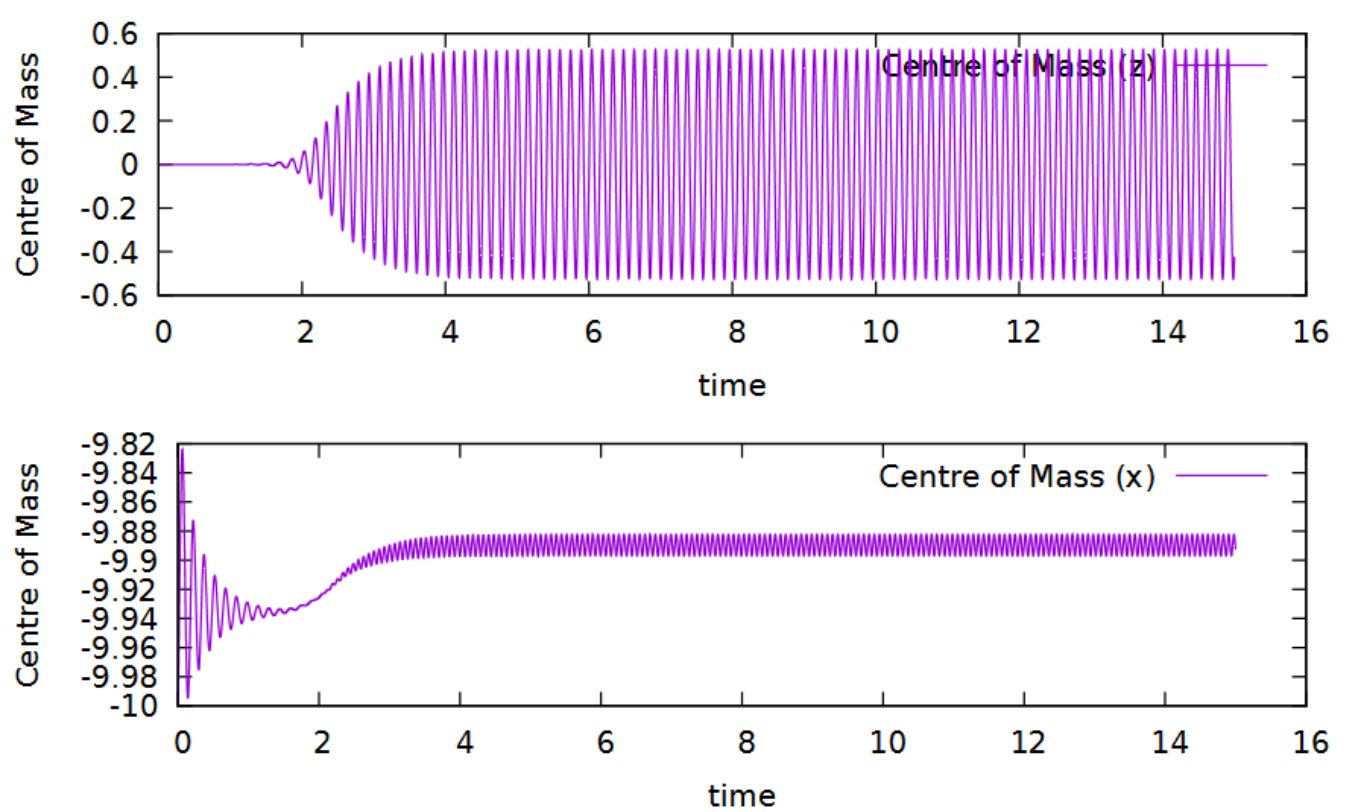 0.6
0.4
0.2
0
-0.2
-0.4
-0.6
Centre of Mass
Centre of Mass (z)
0 2 4 6 8 10 12 14 16
time
-9.82
-9.84
-9.86
-9.88
-9.9
-9.92
-9.94
-9.96
-9.98
-10
Centre of Mass
Centre of Mass (x)
0 2 4 6 8 10 12 14 16
time